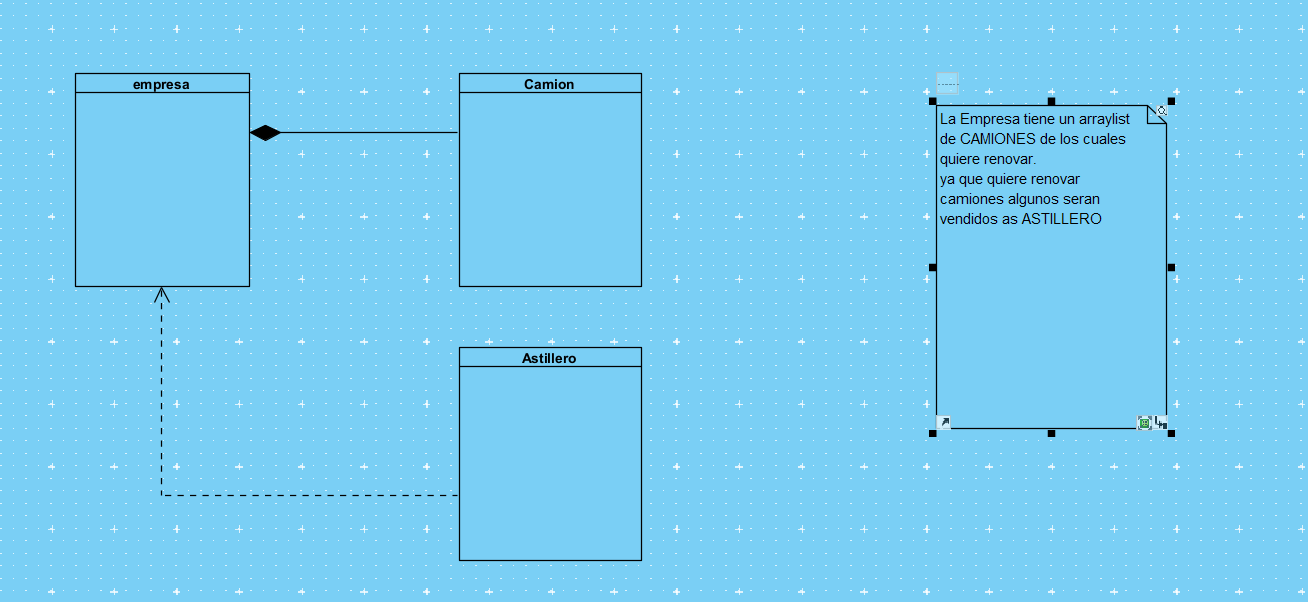 empresa
Camion
La Empresa tiene un arraylist
de CAMIONES de los cuales
quiere renovar.
ya que quiere renovar
camiones algunos seran
vendidos as ASTILLERO
Astillero